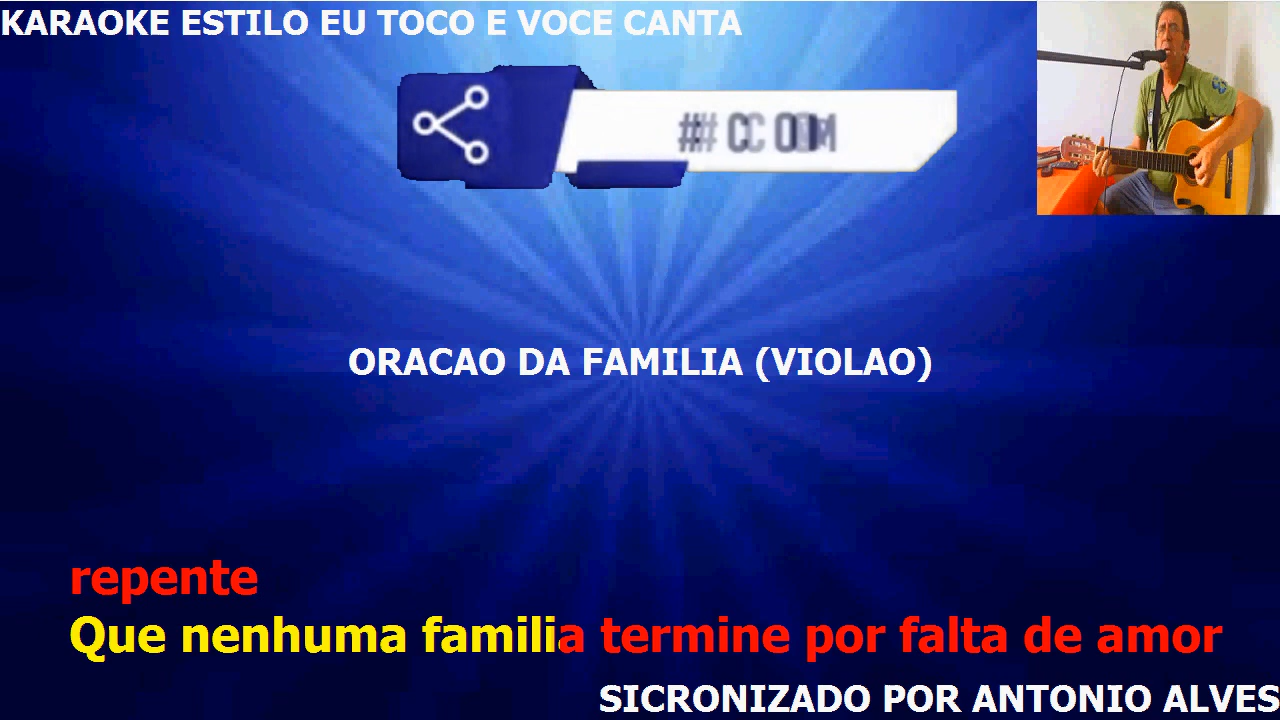 KARAOKE ESTILO EU TOCO E VOCE CANTA
ORACAO DA FAMILIA (VIOLAO)
repente
Que nenhuma familia termine por falta de amor
SICRONIZADO POR ANTONIO ALVES